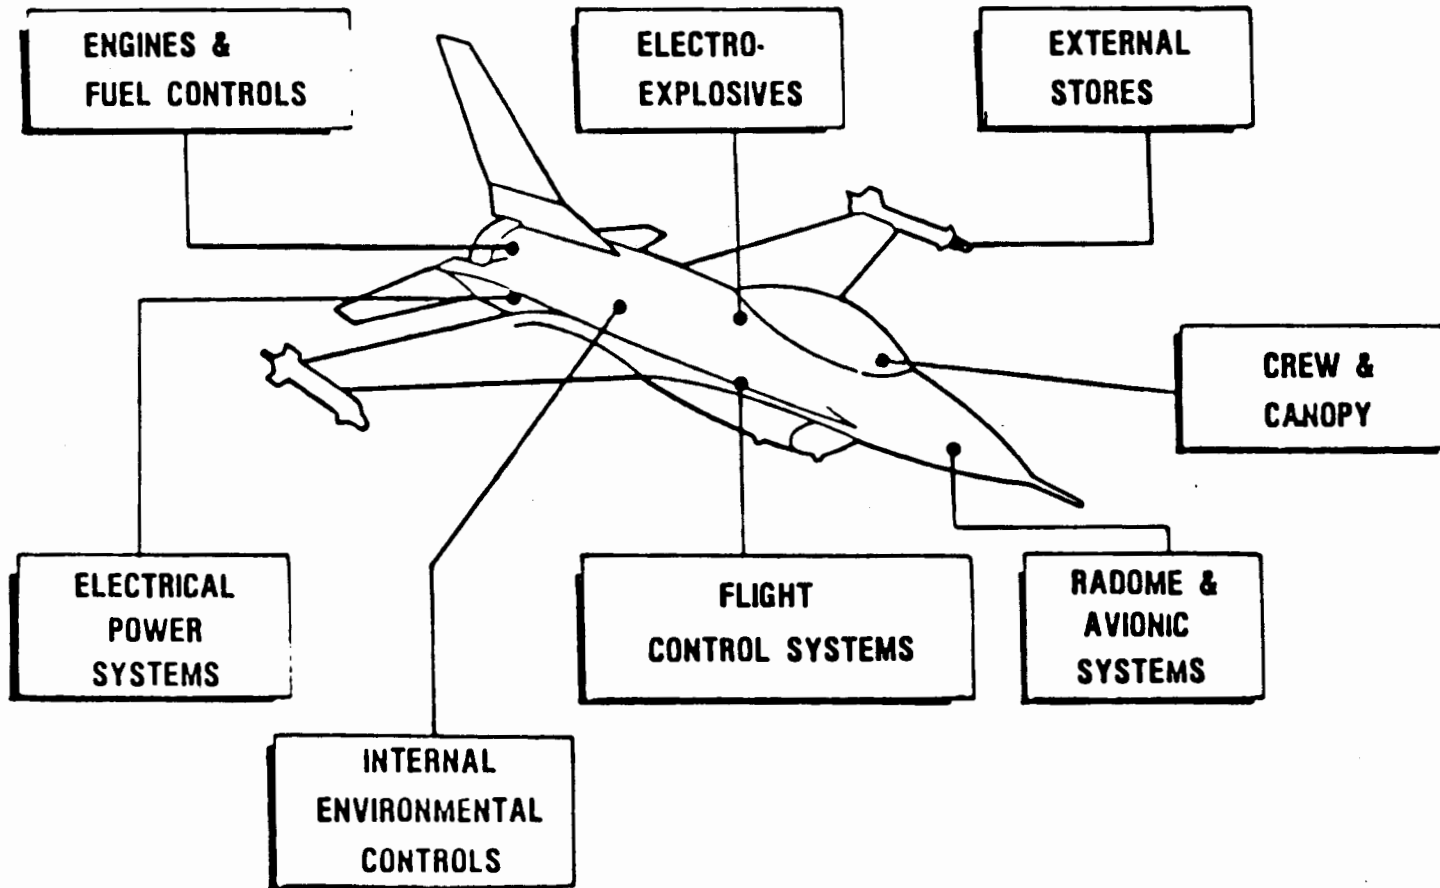 ENGINES &
FUEL CONTROLS
ELECTRO-
EXPLOSIVES
EXTERNAL
STORES
CREW &
CANOPY
ELECTRICAL
POWER
SYSTEMS
FLIGHT
CONTROL SYSTEMS
RADOME &
AVIONIC
SYSTEMS
INTERNAL
ENVIRONMENTAL
CONTROLS